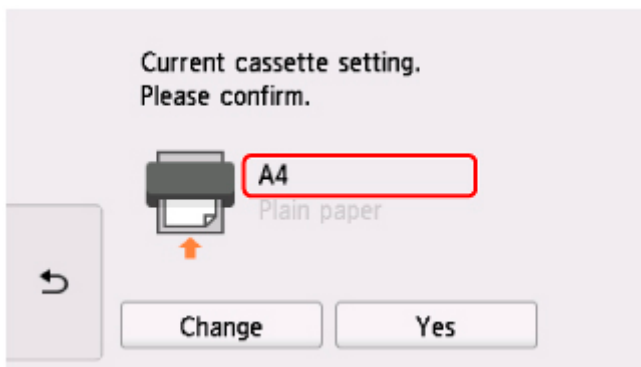 Current cassette setting.
Please confirm.
A4
Plain paper
Change
Yes